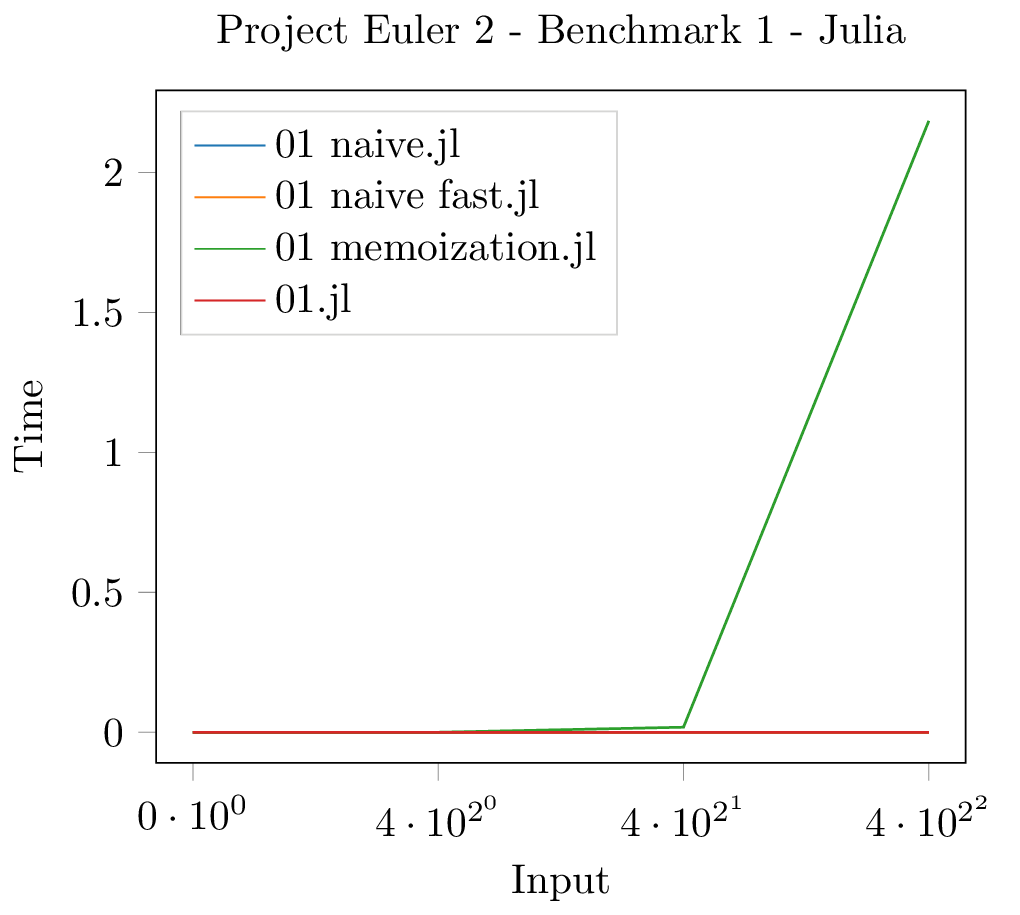 Project Euler 2 - Benchmark 1 - Julia
01 naive.jl
01 naive fast.jl
01 memoization.jl
01.jl
2
1.5
1
0.5
0
Time
0 · 10⁰
4 · 10^{2^0}
4 · 10^{2^1}
4 · 10^{2^2}
Input